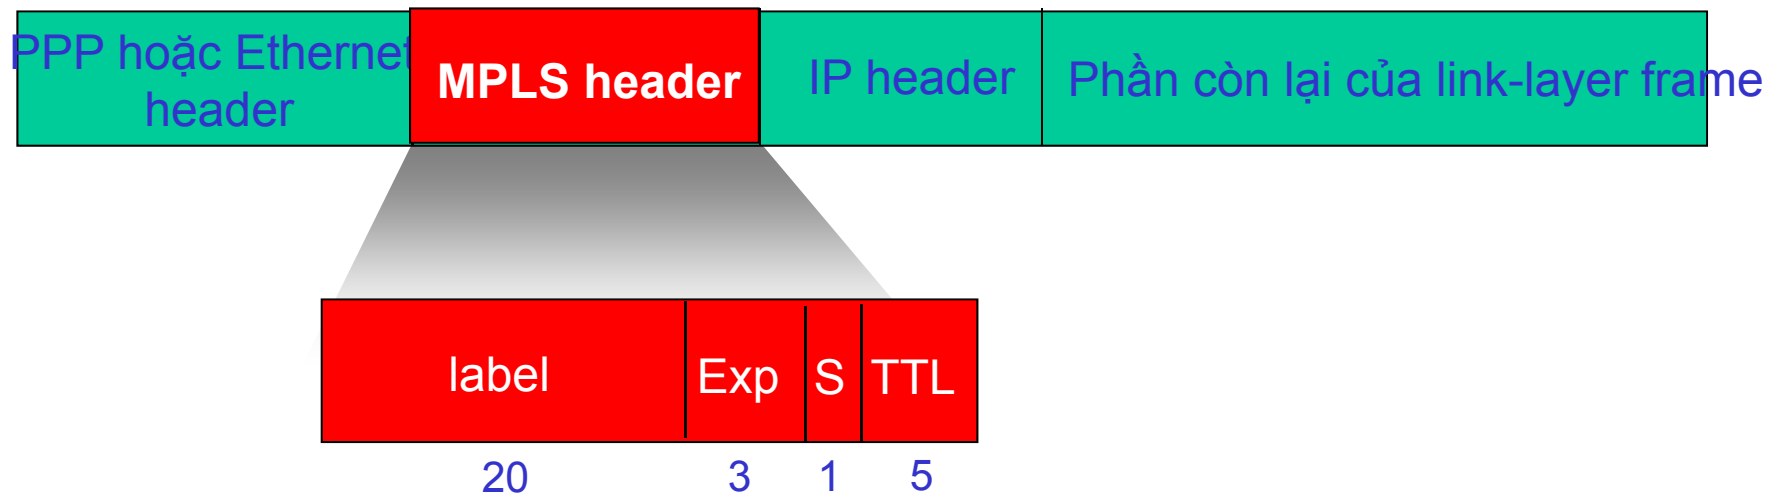 PPP hoặc Ethernet
header
MPLS header
IP header
Phần còn lại của link-layer frame
label
Exp
S
TTL
20
3
1
5